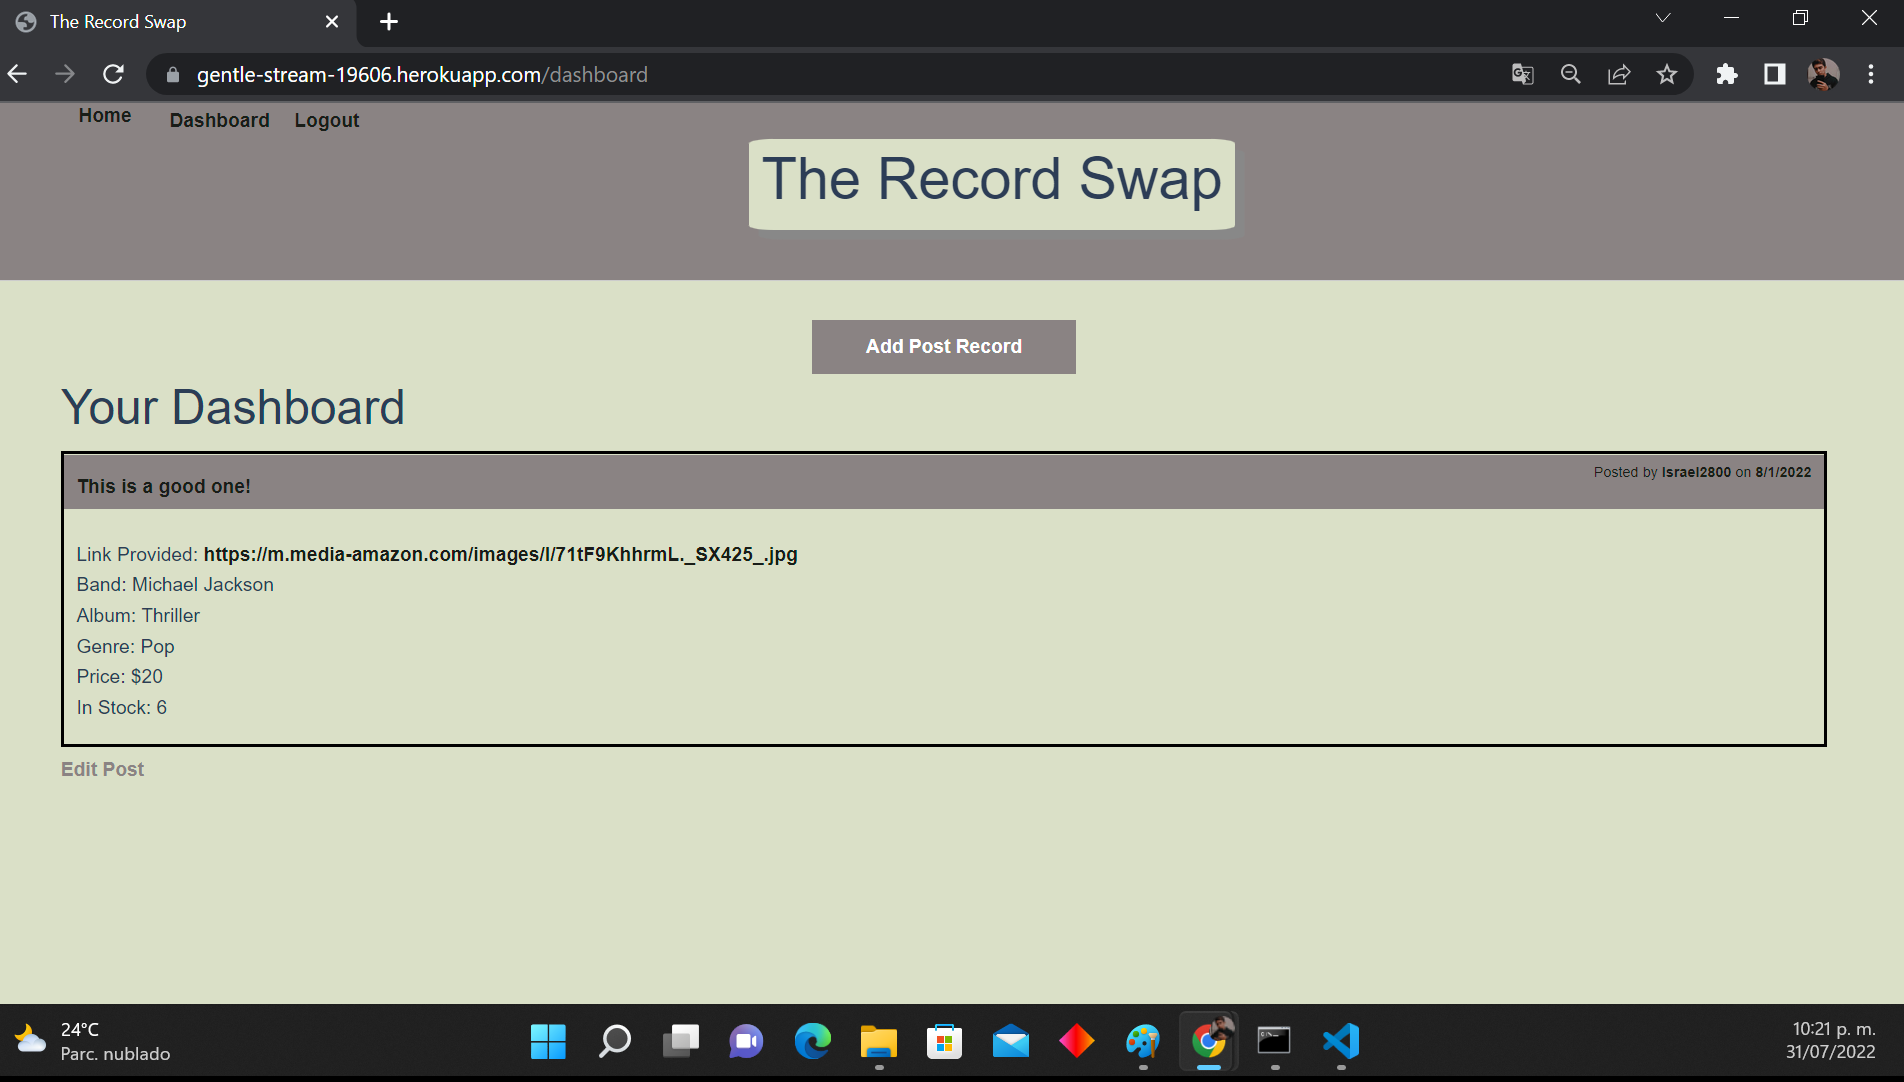 The Record Swap
gentle-stream-19606.herokuapp.com/dashboard
Home Dashboard Logout
The Record Swap
Add Post Record
Your Dashboard
This is a good one!
Posted by Israel2800 on 8/1/2022
Link Provided: https://m.media-amazon.com/images/I/71tF9KhhrmL._SX425_.jpg
Band: Michael Jackson
Album: Thriller
Genre: Pop
Price: $20
In Stock: 6
Edit Post
24°C
Parc. nublado
10:21 p. m.
31/07/2022